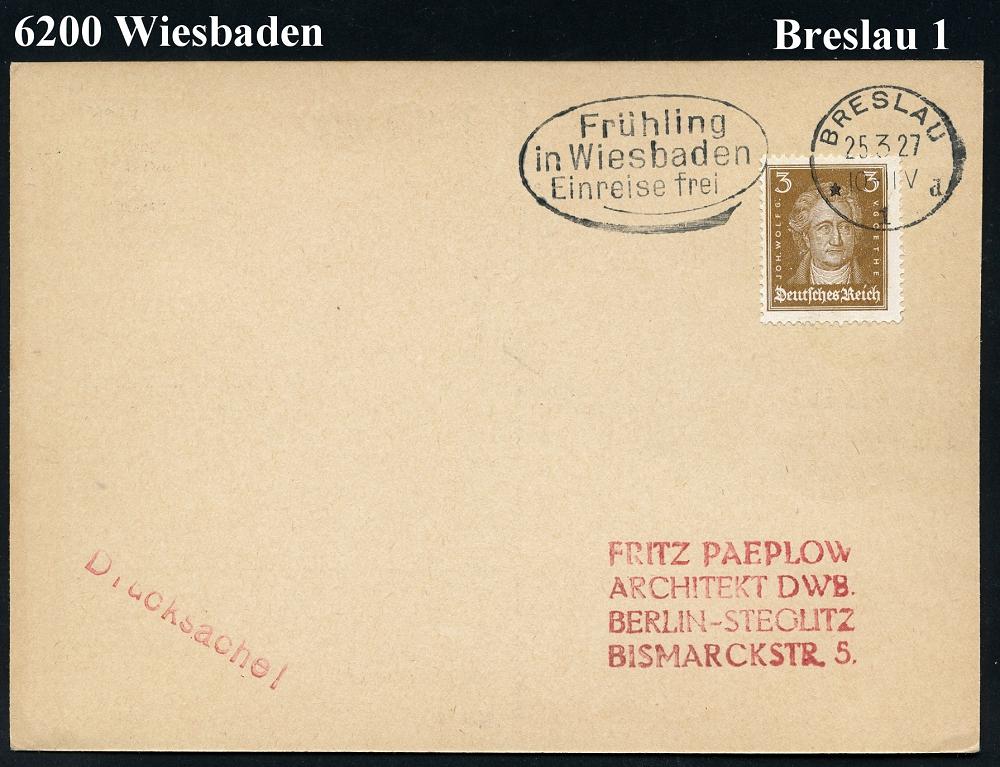 6200 Wiesbaden
Breslau 1
Frühling
in Wiesbaden
Einreise frei
BRESLAU
25.3.27
* V d
1
3 3
JOH. WOLFG. V. GOETHE
Deutsches Reich
Drucksache!
FRITZ PAEPLOW
ARCHITEKT DWB.
BERLIN-STEGLITZ
BISMARCKSTR. 5.